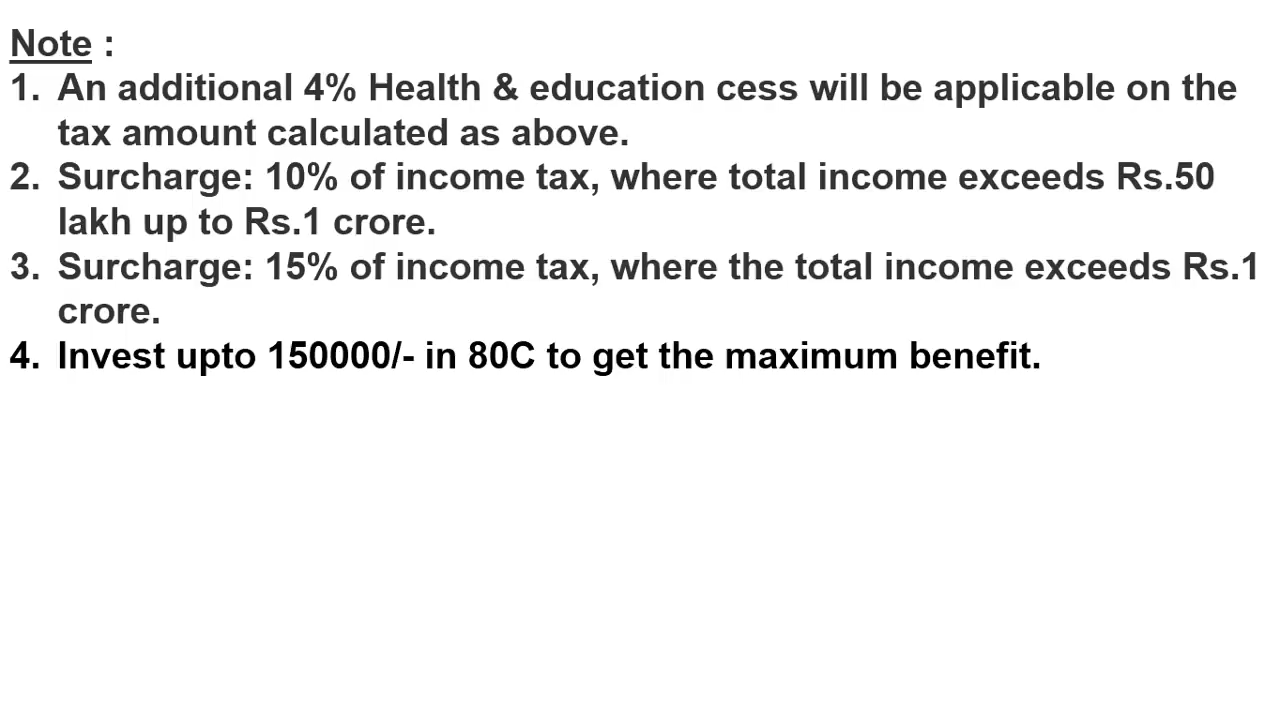 Note :
1. An additional 4% Health & education cess will be applicable on the
tax amount calculated as above.
2. Surcharge: 10% of income tax, where total income exceeds Rs.50
lakh up to Rs.1 crore.
3. Surcharge: 15% of income tax, where the total income exceeds Rs.1
crore.
4. Invest upto 150000/- in 80C to get the maximum benefit.